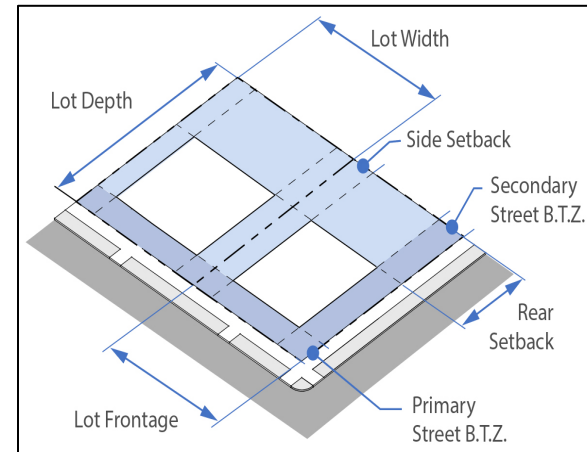 Lot Width
Lot Depth
Side Setback
Secondary
Street B.T.Z.
Rear
Setback
Lot Frontage
Primary
Street B.T.Z.